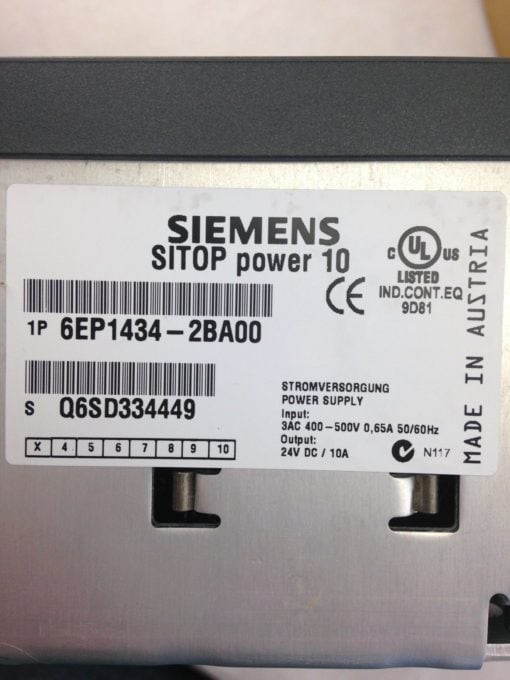 SIEMENS
SITOP power 10
1P 6EP1434-2BA00
S Q6SD334449
X 4 5 6 7 8 9 10
STROMVERSORGUNG
POWER SUPPLY
Input:
3AC 400-500V 0,65A 50/60Hz
Output:
24V DC / 10A
CE
C UL US
LISTED
IND.CONT.EQ
9D81
N117
MADE IN AUSTRIA